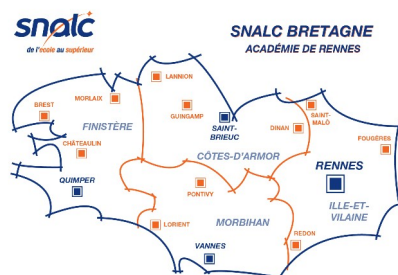 snalc
de l'école au supérieur
SNALC BRETAGNE
ACADÉMIE DE RENNES
LANNION
MORLAIX
BREST
GUINGAMP
FINISTÈRE
SAINT-
BRIEUC
DINAN
SAINT-
MALÔ
FOUGÈRES
CHÂTEAULIN
CÔTES-D'ARMOR
RENNES
QUIMPER
PONTIVY
ILLE-ET-
VILAINE
LORIENT
MORBIHAN
REDON
VANNES